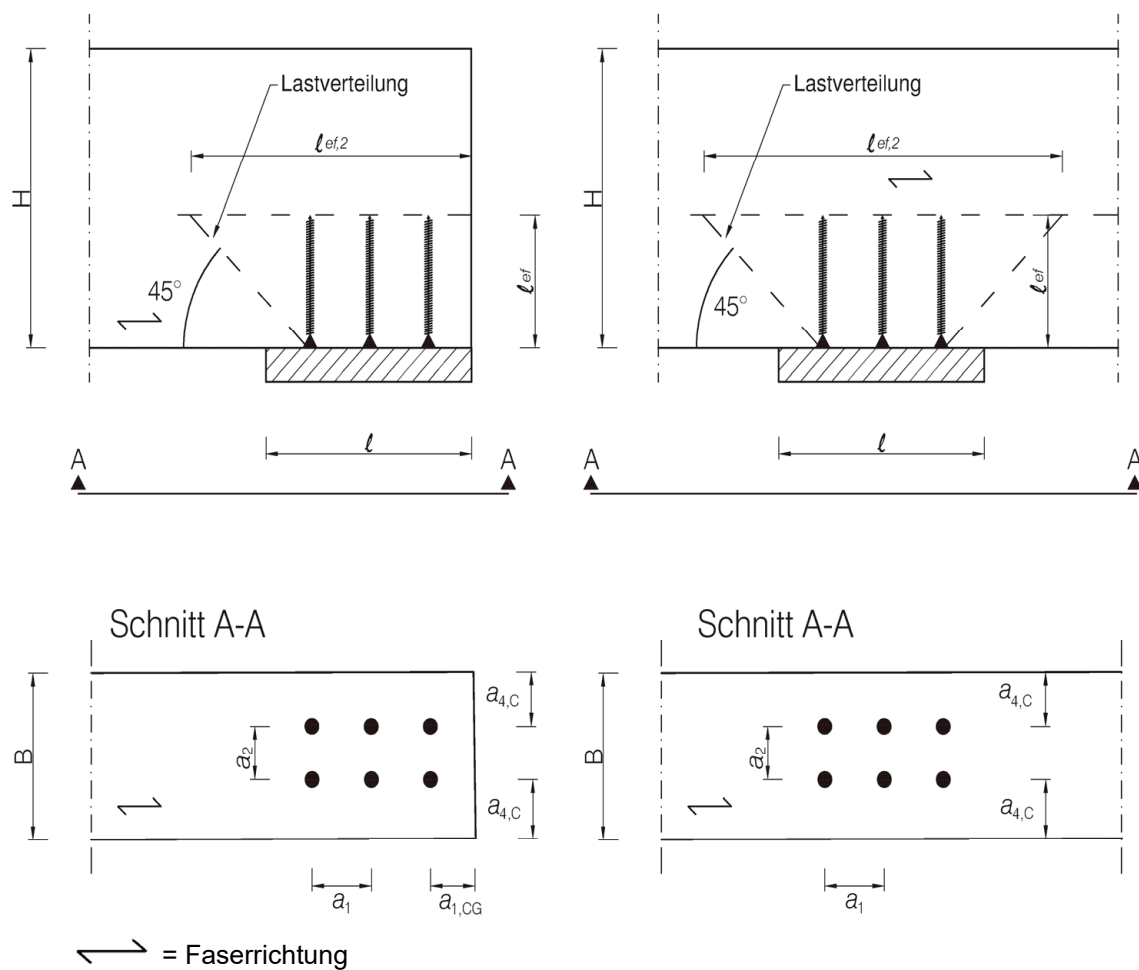 Lastverteilung
ℓef,2
H
ℓef
45°
ℓ
A A
Lastverteilung
ℓef,2
H
ℓef
45°
ℓ
A A
Schnitt A-A
B
a2
a4,C
a4,C
a1
a1,CG
Schnitt A-A
B
a2
a4,C
a4,C
a1
= Faserrichtung